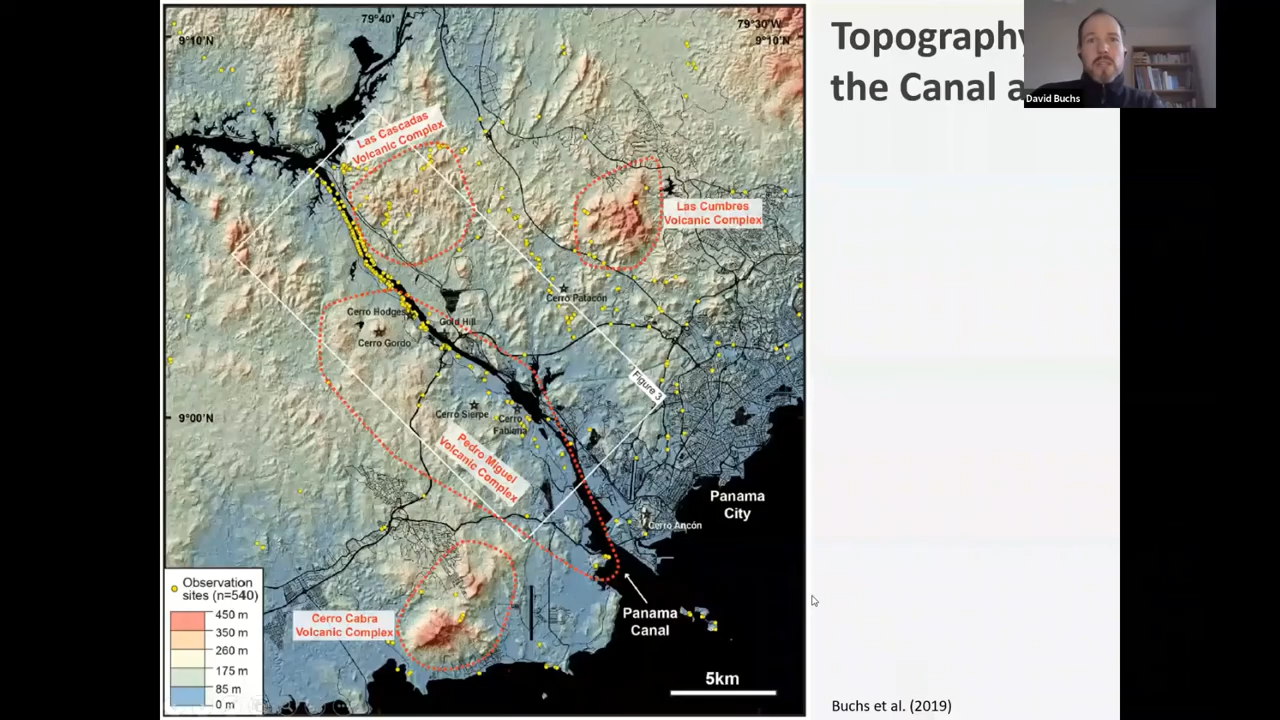 79°40'
79°30'W
9°10'N
9°10'N
Topography
the Canal a
David Buchs
Las Cascadas
Volcanic Complex
Las Cumbres
Volcanic Complex
Cerro Patacón
Cerro Hodges
Gold Hill
Cerro Gordo
Figure 3
9°00'N
Cerro Sierpe
Cerro
Fabiana
Pedro Miguel
Volcanic Complex
Panama
City
Cerro Ancón
Observation
sites (n=540)
450 m
350 m
260 m
175 m
85 m
0 m
Cerro Cabra
Volcanic Complex
Panama
Canal
5km
Buchs et al. (2019)